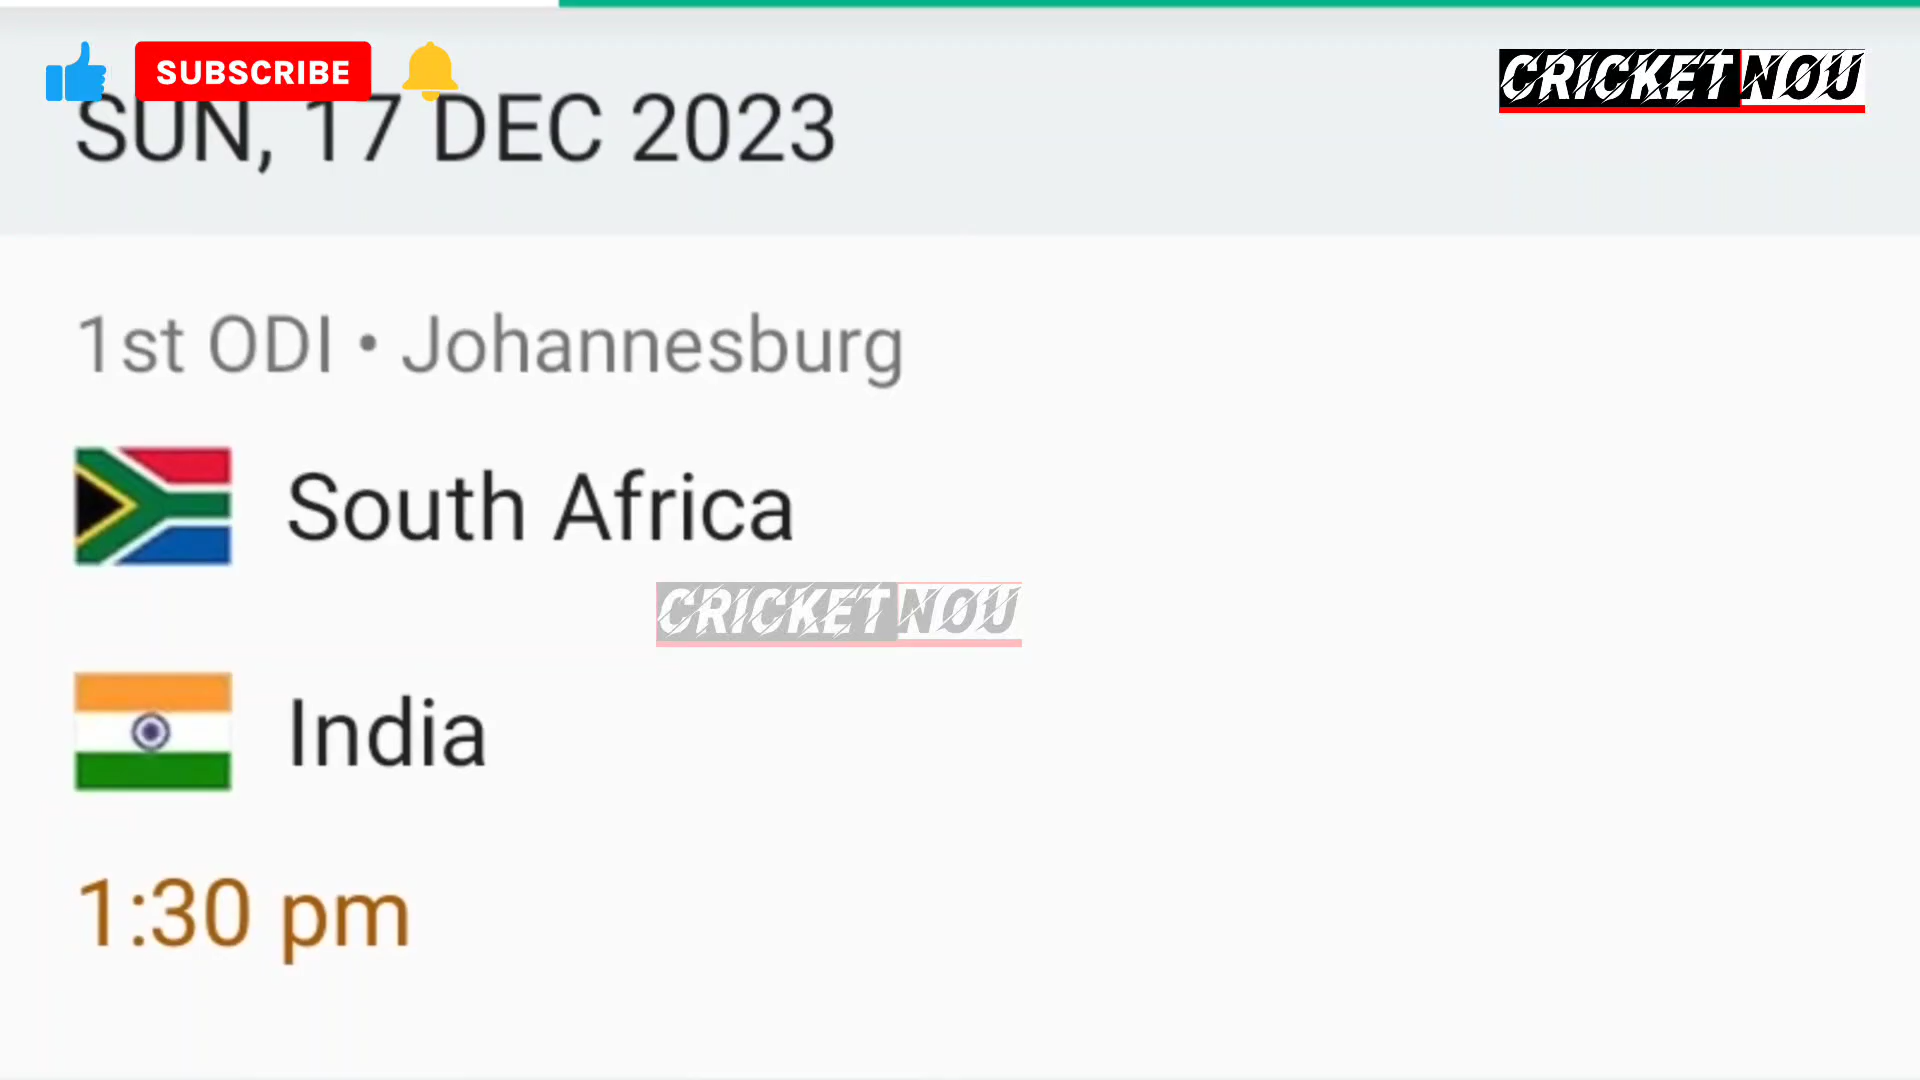 SUBSCRIBE
CRICKET NOU
SUN, 17 DEC 2023
1st ODI • Johannesburg
South Africa
CRICKET NOU
India
1:30 pm